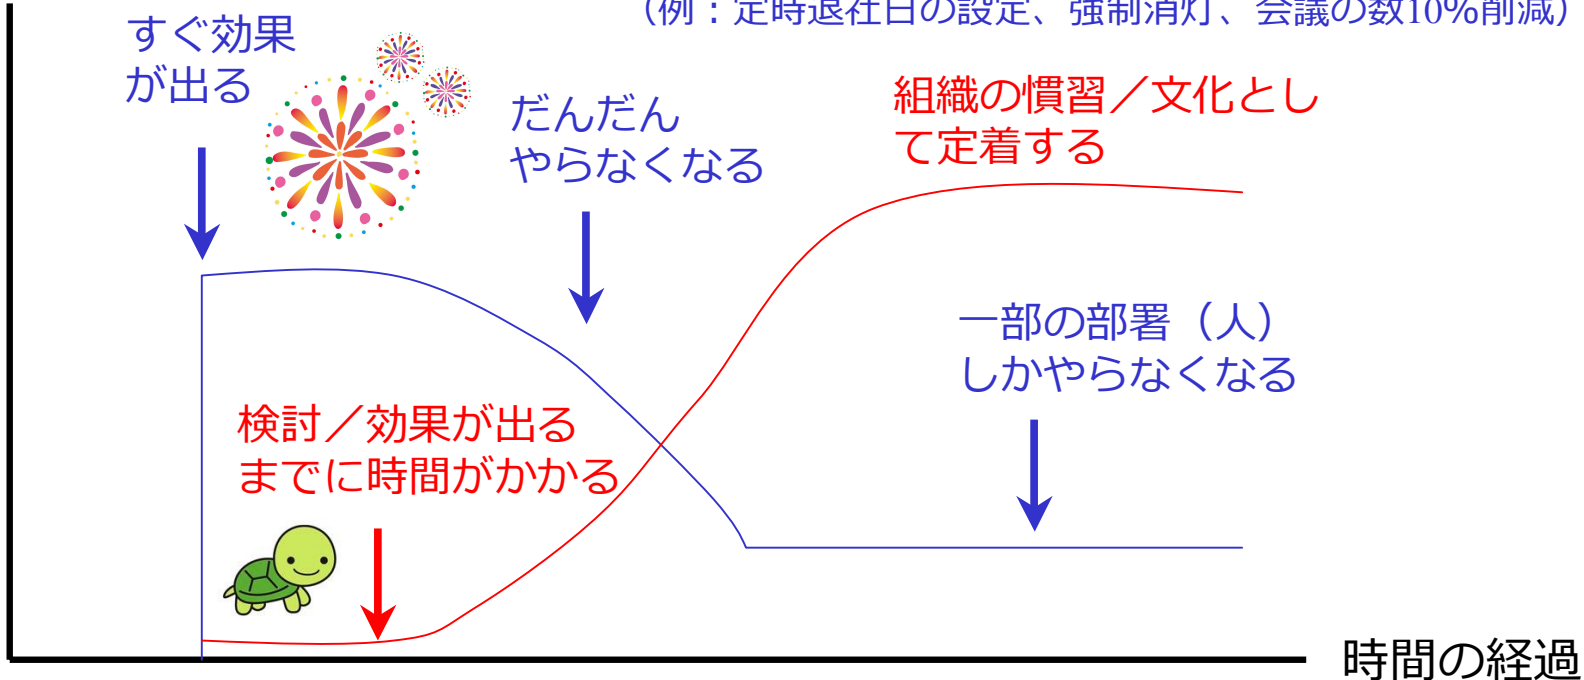 （例：定時退社日の設定、強制消灯、会議の数10%削減）
すぐ効果
が出る
だんだん
やらなくなる
組織の慣習／文化とし
て定着する
一部の部署（人）
しかやらなくなる
検討／効果が出る
までに時間がかかる
時間の経過